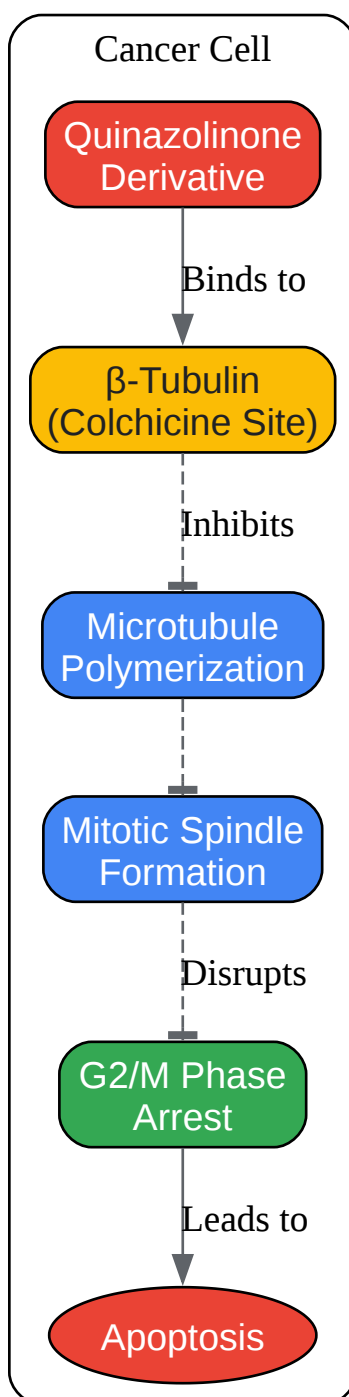 Cancer Cell
Quinazolinone
Derivative
Binds to
β-Tubulin
(Colchicine Site)
Inhibits
Microtubule
Polymerization
Mitotic Spindle
Formation
Disrupts
G2/M Phase
Arrest
Leads to
Apoptosis